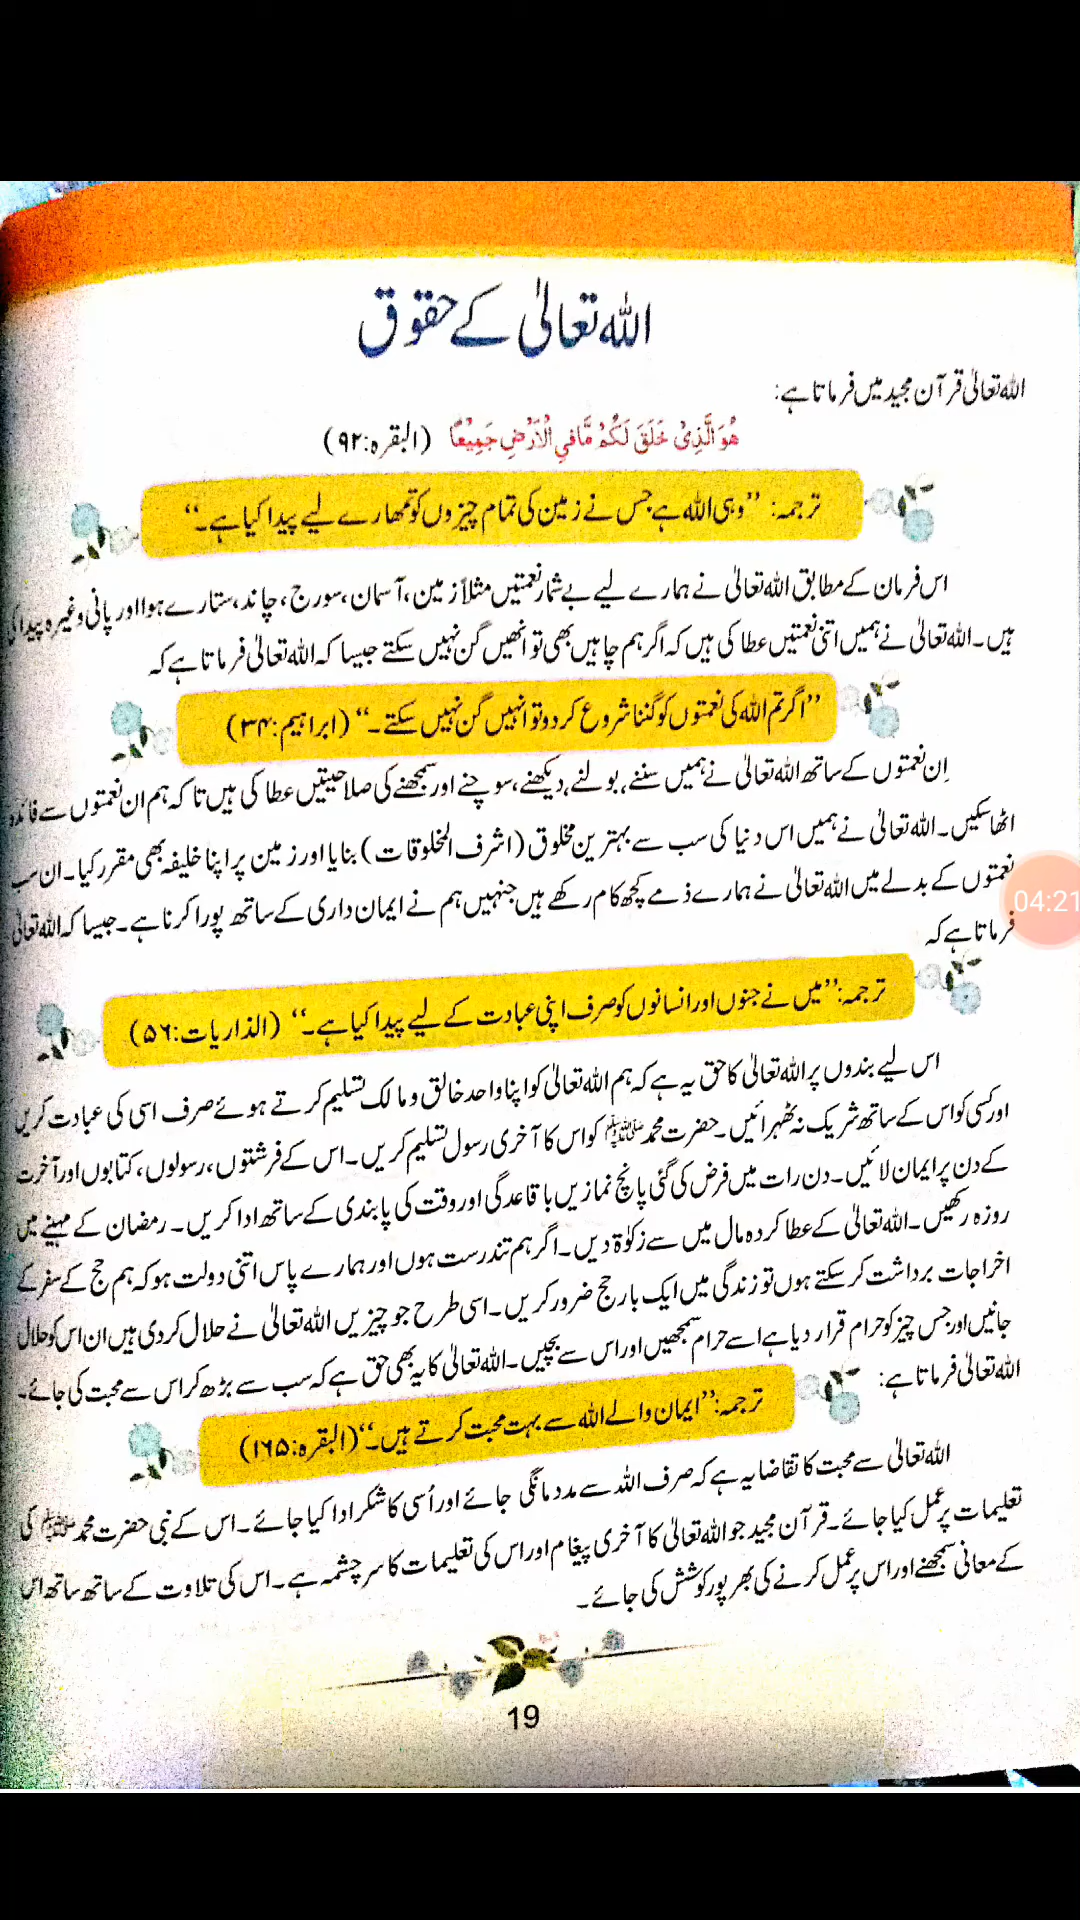 اللہ تعالیٰ کے حقوق
اللہ تعالیٰ قرآن مجید میں فرماتا ہے:
هُوَ الَّذِىْ خَلَقَ لَكُمْ مَّا فِى الْاَرْضِ جَمِيْعًا (البقرہ:۹۲)
ترجمہ: ”وہی اللہ ہے جس نے زمین کی تمام چیزوں کو تمھارے لیے پیدا کیا ہے۔“
اس فرمان کے مطابق اللہ تعالیٰ نے ہمارے لیے بے شمار نعمتیں مثلاً زمین، آسمان، سورج، چاند، ستارے ہوا اور پانی وغیرہ پیدا کی
ہیں۔ اللہ تعالیٰ نے ہمیں اتنی نعمتیں عطا کی ہیں کہ اگر ہم چاہیں بھی تو انھیں گن نہیں سکتے جیسا کہ اللہ تعالیٰ فرماتا ہے کہ
”اگر تم اللہ کی نعمتوں کو گننا شروع کر دو تو انہیں گن نہیں سکتے۔“ (ابراہیم:۳۴)
اِن نعمتوں کے ساتھ اللہ تعالیٰ نے ہمیں سننے، بولنے، دیکھنے، سوچنے اور سمجھنے کی صلاحیتیں عطا کی ہیں تا کہ ہم ان نعمتوں سے فائدہ
اٹھا سکیں۔ اللہ تعالیٰ نے ہمیں اس دنیا کی سب سے بہترین مخلوق (اشرف المخلوقات) بنایا اور زمین پر اپنا خلیفہ بھی مقرر کیا۔ ان سب
نعمتوں کے بدلے میں اللہ تعالیٰ نے ہمارے ذمے کچھ کام رکھے ہیں جنہیں ہم نے ایمان داری کے ساتھ پورا کرنا ہے۔ جیسا کہ اللہ تعالیٰ
فرماتا ہے کہ
04:21
ترجمہ: ”میں نے جنوں اور انسانوں کو صرف اپنی عبادت کے لیے پیدا کیا ہے۔“ (الذاریات:۵۶)
اس لیے بندوں پر اللہ تعالیٰ کا حق یہ ہے کہ ہم اللہ تعالیٰ کو اپنا واحد خالق و مالک تسلیم کرتے ہوئے صرف اسی کی عبادت کریں
اور کسی کو اس کے ساتھ شریک نہ ٹھہرائیں۔ حضرت محمد ﷺ کو اس کا آخری رسول تسلیم کریں۔ اس کے فرشتوں، رسولوں، کتابوں اور آخرت
کے دن پر ایمان لائیں۔ دن رات میں فرض کی گئی پانچ نمازیں باقاعدگی اور وقت کی پابندی کے ساتھ ادا کریں۔ رمضان کے مہینے میں
روزہ رکھیں۔ اللہ تعالیٰ کے عطا کردہ مال میں سے زکوٰۃ دیں۔ اگر ہم تندرست ہوں اور ہمارے پاس اتنی دولت ہو کہ ہم حج کے سفر کے
اخراجات برداشت کر سکتے ہوں تو زندگی میں ایک بار حج ضرور کریں۔ اسی طرح جو چیزیں اللہ تعالیٰ نے حلال کر دی ہیں ان اس کو حلال
جانیں اور جس چیز کو حرام قرار دیا ہے اسے حرام سمجھیں اور اس سے بچیں۔ اللہ تعالیٰ کا یہ بھی حق ہے کہ سب سے بڑھ کر اس سے محبت کی جائے۔
اللہ تعالیٰ فرماتا ہے:
ترجمہ: ”ایمان والے اللہ سے بہت محبت کرتے ہیں۔“ (البقرہ:۱۶۵)
اللہ تعالیٰ سے محبت کا تقاضا یہ ہے کہ صرف اللہ سے مدد مانگی جائے اور اُسی کا شکر ادا کیا جائے۔ اس کے نبی حضرت محمد ﷺ کی
تعلیمات پر عمل کیا جائے۔ قرآن مجید جو اللہ تعالیٰ کا آخری پیغام اور اس کی تعلیمات کا سرچشمہ ہے۔ اس کی تلاوت کے ساتھ ساتھ اس
کے معانی سمجھنے اور اس پر عمل کرنے کی بھر پور کوشش کی جائے۔
19